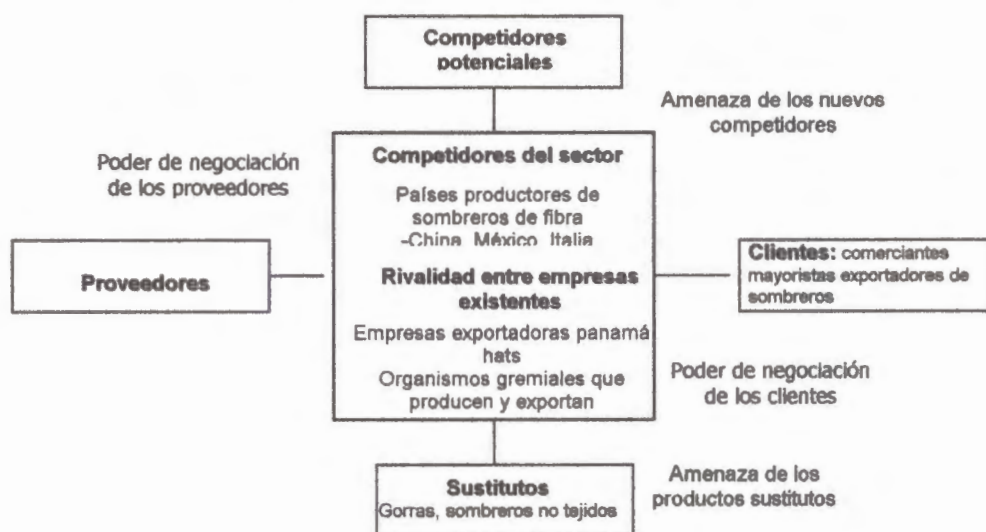 Competidores
potenciales
Amenaza de los nuevos
competidores
Poder de negociación
de los proveedores
Competidores del sector
Países productores de
sombreros de fibra
-China México Italia
Proveedores
Rivalidad entre empresas
existentes
Empresas exportadoras panamá
hats
Organismos gremiales que
producen y exportan
Clientes: comerciantes
mayoristas exportadores de
sombreros
Poder de negociación
de los clientes
Sustitutos
Gorras, sombreros no tejidos
Amenaza de los
productos sustitutos